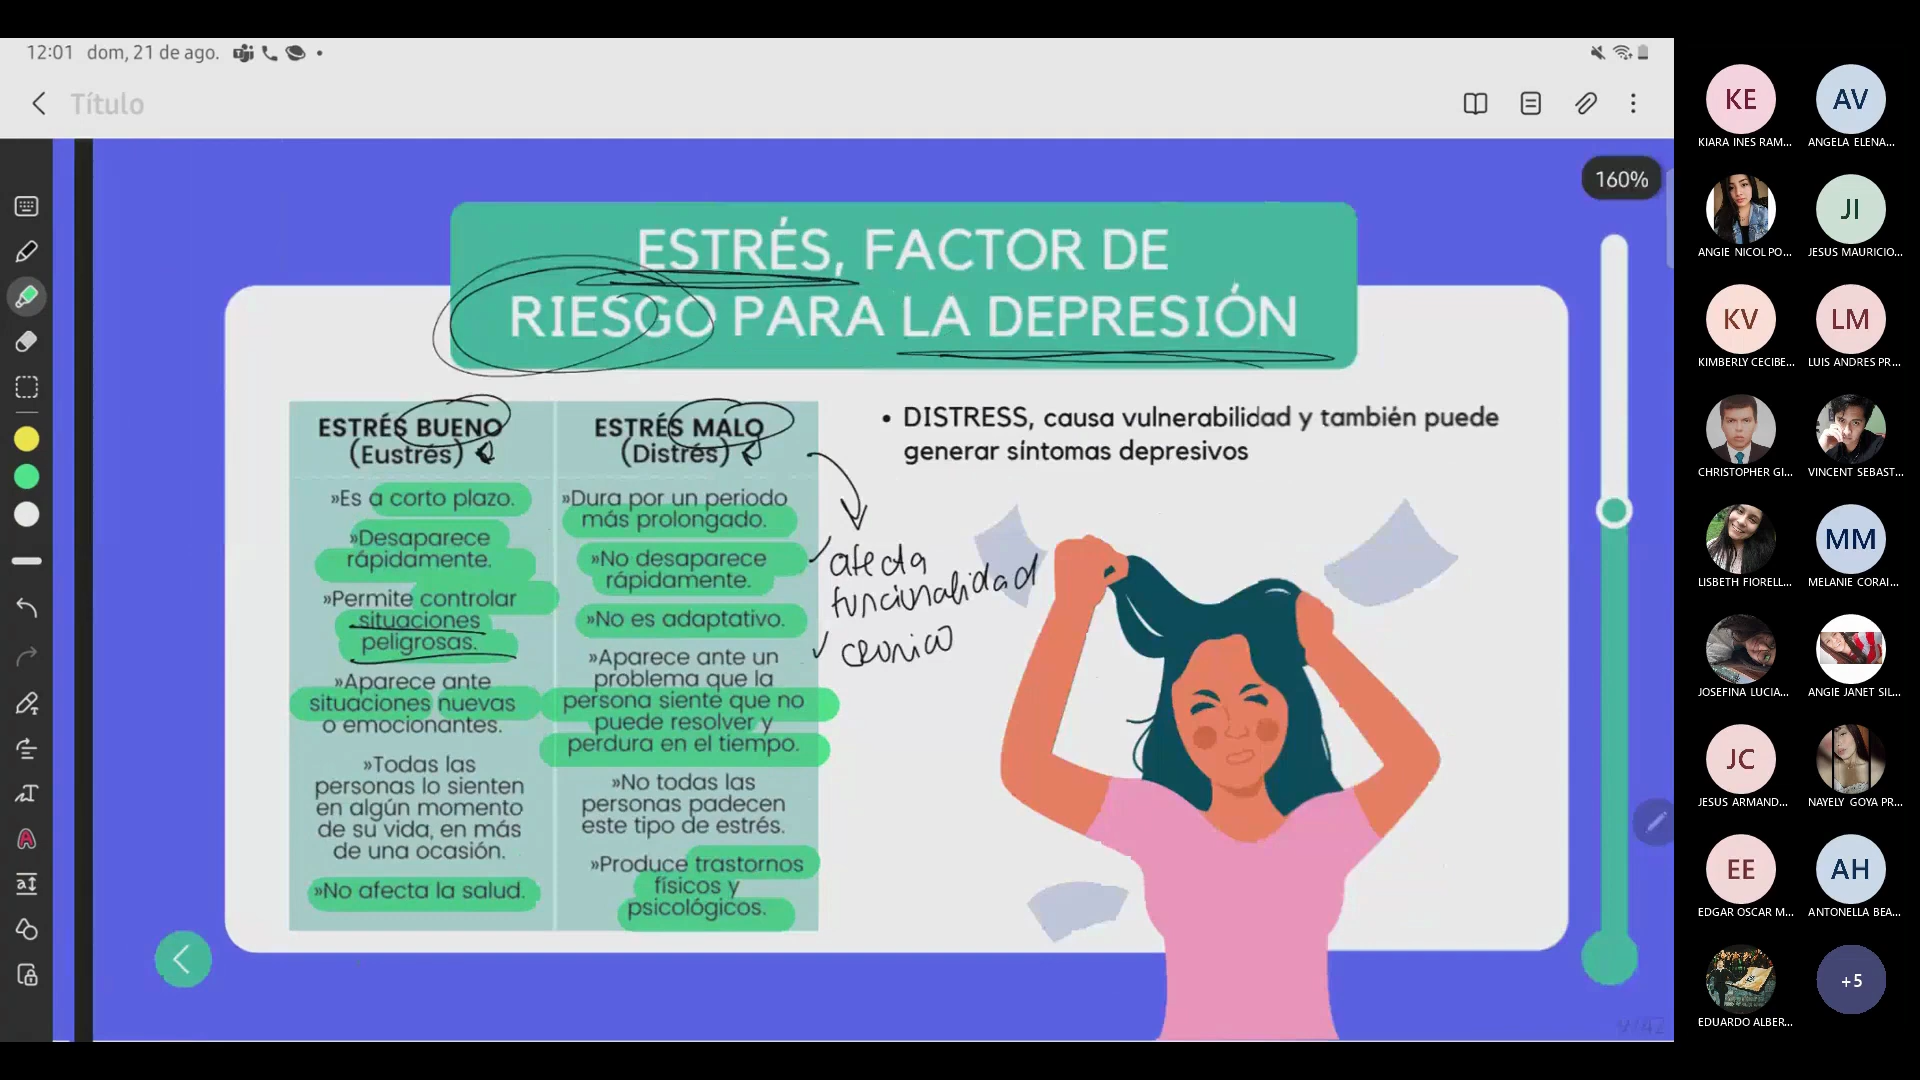 12:01 dom, 21 de ago.
Título
160%
ESTRÉS, FACTOR DE
RIESGO PARA LA DEPRESIÓN
ESTRÉS BUENO
(Eustrés)
»Es a corto plazo.
»Desaparece
rápidamente.
»Permite controlar
situaciones
peligrosas.
»Aparece ante
situaciones nuevas
o emocionantes.
»Todas las
personas lo sienten
en algún momento
de su vida, en más
de una ocasión.
»No afecta la salud.
ESTRÉS MALO
(Distrés)
»Dura por un periodo
más prolongado.
»No desaparece
rápidamente.
»No es adaptativo.
»Aparece ante un
problema que la
persona siente que no
puede resolver y
perdura en el tiempo.
»No todas las
personas padecen
este tipo de estrés.
»Produce trastornos
físicos y
psicológicos.
afecta
funcionalidad
cronico
• DISTRESS, causa vulnerabilidad y también puede
generar síntomas depresivos
KE
KIARA INES RAM...
AV
ANGELA ELENA...
ANGIE NICOL PO...
JI
JESUS MAURICIO...
KV
KIMBERLY CECIBE...
LM
LUIS ANDRES PR...
CHRISTOPHER GI...
VINCENT SEBAST...
LISBETH FIORELL...
MM
MELANIE CORAI...
JOSEFINA LUCIA...
ANGIE JANET SIL...
JC
JESUS ARMAND...
NAYELY GOYA PR...
EE
EDGAR OSCAR M...
AH
ANTONELLA BEA...
EDUARDO ALBER...
+5